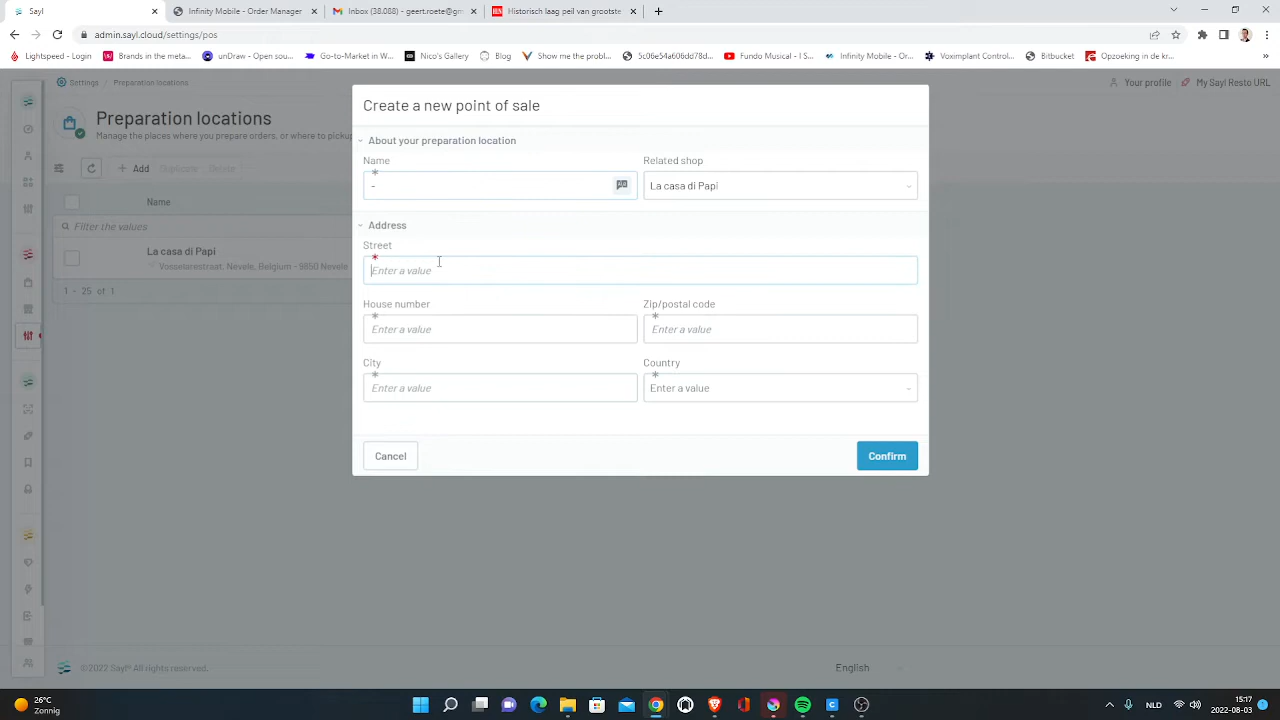 Sayl
Infinity Mobile - Order Manager
Inbox (38.088) - geert.roete@gm
Historisch laag peil van grootste
admin.sayl.cloud/settings/pos
Lightspeed - Login
Brands in the meta...
unDraw - Open sou...
Go-to-Market in W...
Nico's Gallery
Blog
Show me the probl...
5c06e54a606dd78d...
Fundo Musical - I S...
Infinity Mobile - Or...
Voximplant Control...
Bitbucket
Opzoeking in de kr...
Settings
Preparation locations
Your profile
My Sayl Resto URL
Preparation locations
Manage the places where you prepare orders, or where to pickup
Add
Duplicate
Delete
Name
Filter the values
La casa di Papi
Vosselarestraat, Nevele, Belgium - 9850 Nevele
1 - 25 of 1
Create a new point of sale
About your preparation location
Name
Related shop
*
-
La casa di Papi
Address
Street
*
Enter a value
House number
Zip/postal code
*
*
Enter a value
Enter a value
City
Country
*
*
Enter a value
Enter a value
Cancel
Confirm
©2022 Sayl® All rights reserved.
English
26°C
Zonnig
NLD
15:17
2022-08-03